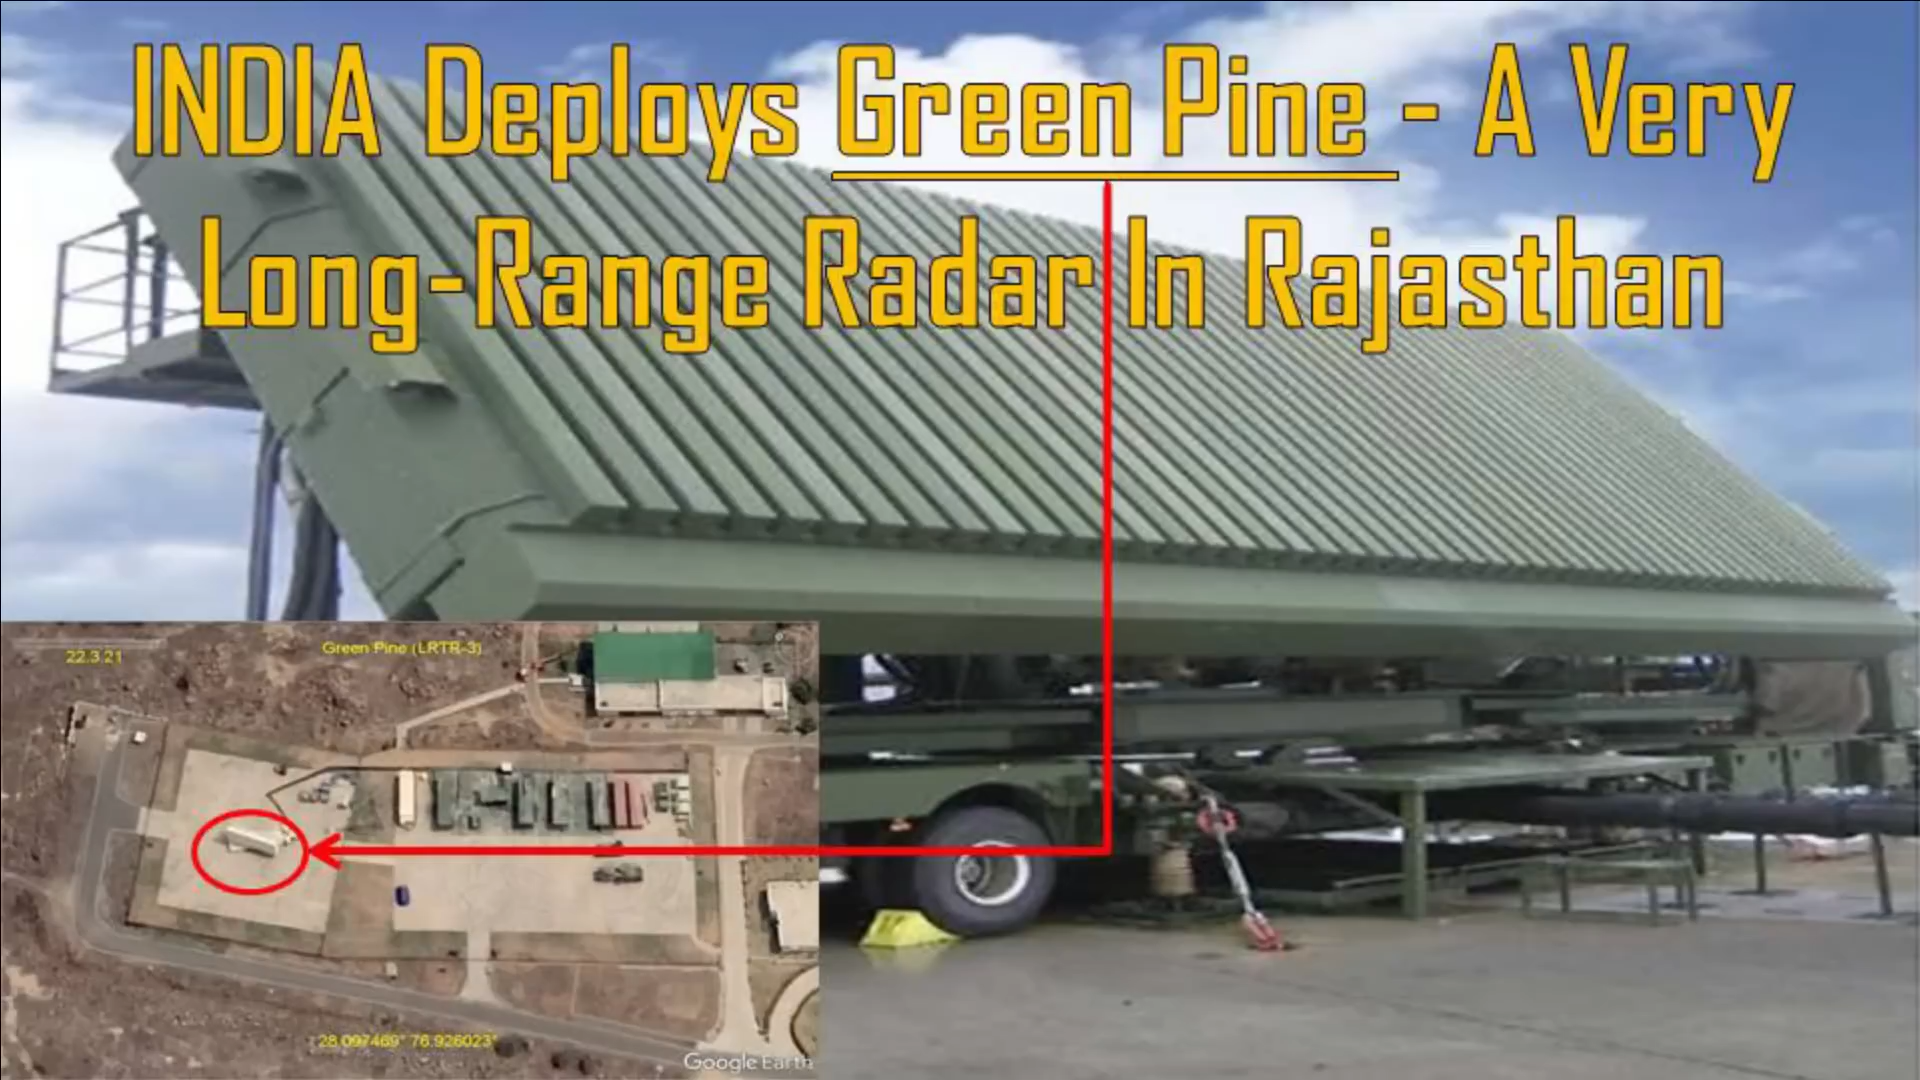 INDIA Deploys Green Pine - A Very
Long-Range Radar In Rajasthan
22.3.21
Green Pine (LRTR-3)
28.097469° 76.926023°
Google Earth